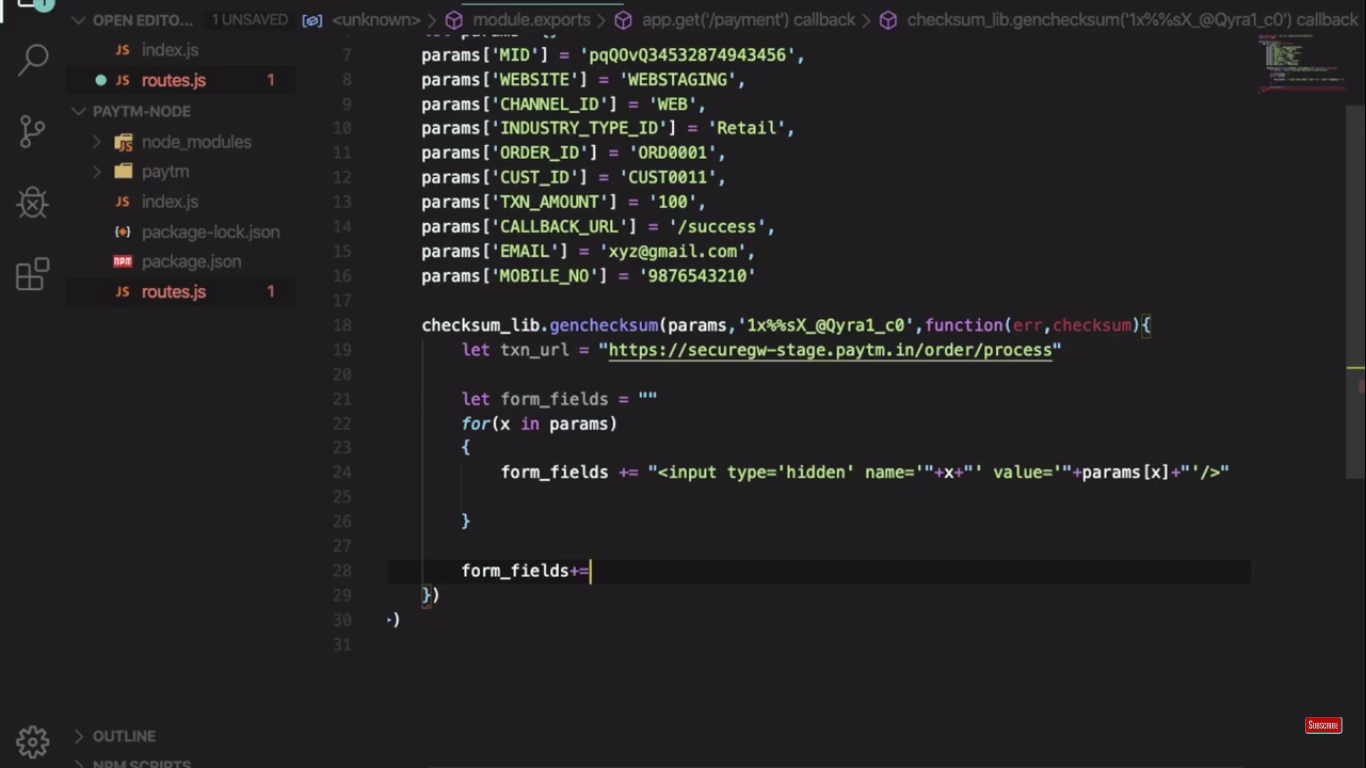 OPEN EDITO... 1 UNSAVED
<unknown> > module.exports > app.get('/payment') callback > checksum_lib.genchecksum('1x%%sX_@Qyra1_c0') callback
JS index.js
JS routes.js 1
PAYTM-NODE
node_modules
paytm
JS index.js
package-lock.json
npm package.json
JS routes.js 1
7 params['MID'] = 'pqQOvQ34532874943456',
8 params['WEBSITE'] = 'WEBSTAGING',
9 params['CHANNEL_ID'] = 'WEB',
10 params['INDUSTRY_TYPE_ID'] = 'Retail',
11 params['ORDER_ID'] = 'ORD0001',
12 params['CUST_ID'] = 'CUST0011',
13 params['TXN_AMOUNT'] = '100',
14 params['CALLBACK_URL'] = '/success',
15 params['EMAIL'] = 'xyz@gmail.com',
16 params['MOBILE_NO'] = '9876543210'
17
18 checksum_lib.genchecksum(params,'1x%%sX_@Qyra1_c0',function(err,checksum){
19 let txn_url = "https://securegw-stage.paytm.in/order/process"
20
21 let form_fields = ""
22 for(x in params)
23 {
24 form_fields += "<input type='hidden' name='"+x+"' value='"+params[x]+"'/>"
25
26 }
27
28 form_fields+=
29 })
30 )
31
OUTLINE
NPM SCRIPTS
SUBSCRIBE